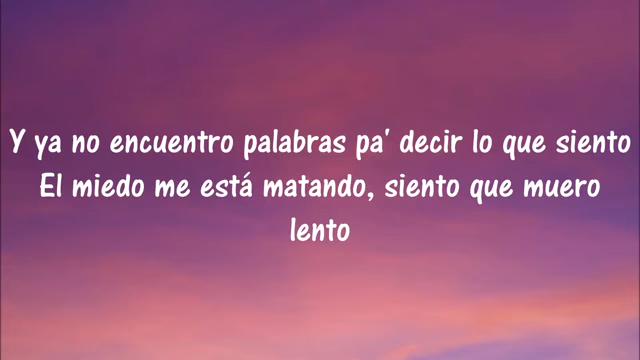 Y ya no encuentro palabras pa' decir lo que siento
El miedo me está matando, siento que muero
lento